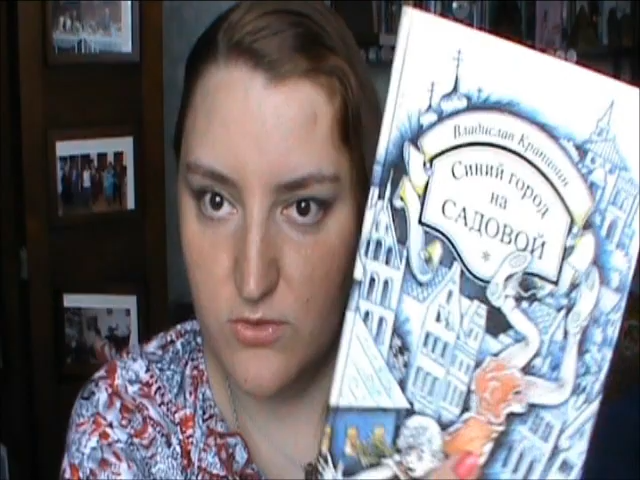 Владислав Крапивин
Синий город
на
САДОВОЙ
*